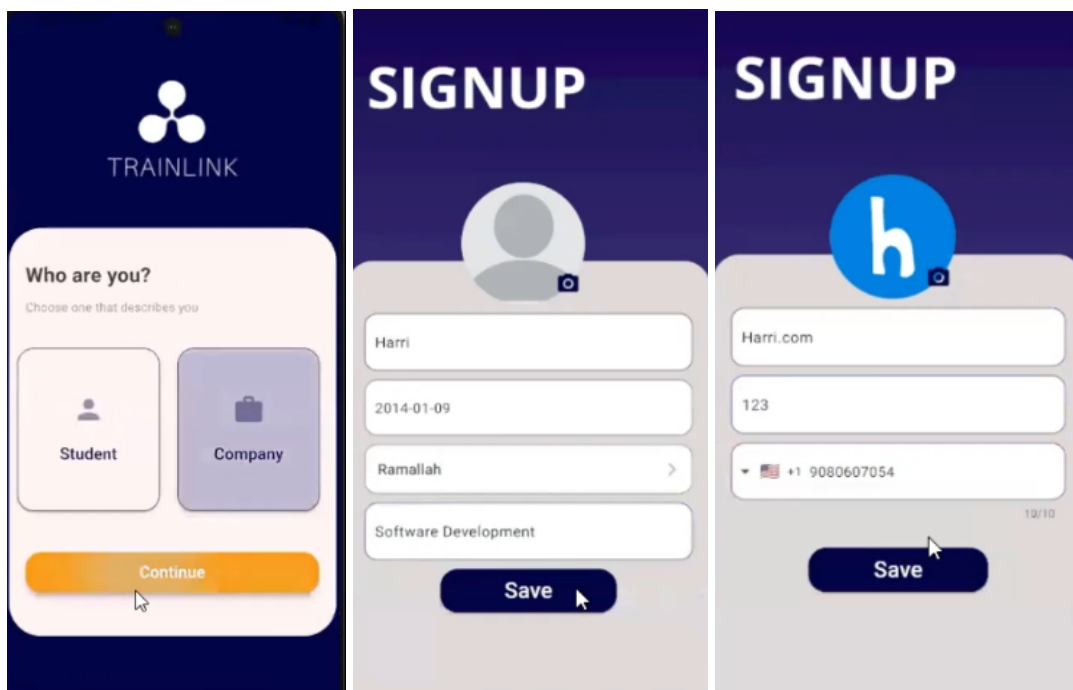 TRAINLINK
Who are you?
Choose one that describes you
Student
Company
Continue
SIGNUP
Harri
2014-01-09
Ramallah
Software Development
Save
SIGNUP
h
Harri.com
123
+1 9080607054
10/10
Save